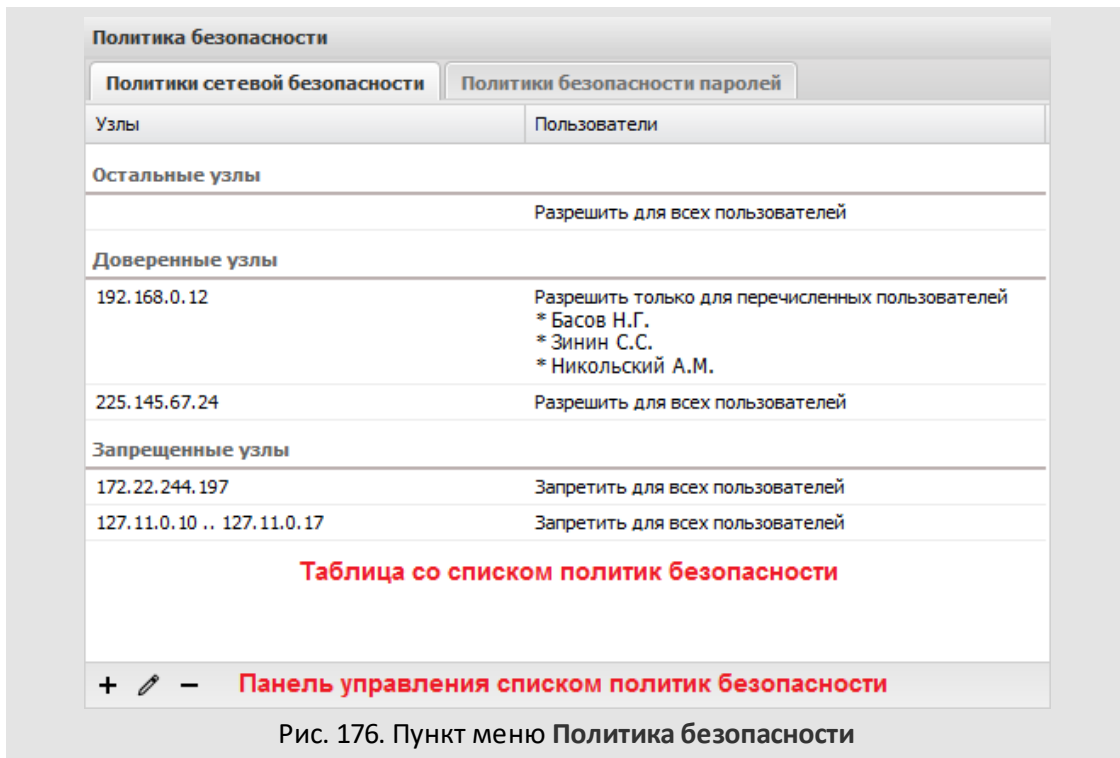 Политика безопасности
Политики сетевой безопасности Политики безопасности паролей
Узлы Пользователи
Остальные узлы
Разрешить для всех пользователей
Доверенные узлы
192.168.0.12 Разрешить только для перечисленных пользователей
* Басов Н.Г.
* Зинин С.С.
* Никольский А.М.
225.145.67.24 Разрешить для всех пользователей
Запрещенные узлы
172.22.244.197 Запретить для всех пользователей
127.11.0.10 .. 127.11.0.17 Запретить для всех пользователей
Таблица со списком политик безопасности
Панель управления списком политик безопасности
Рис. 176. Пункт меню Политика безопасности